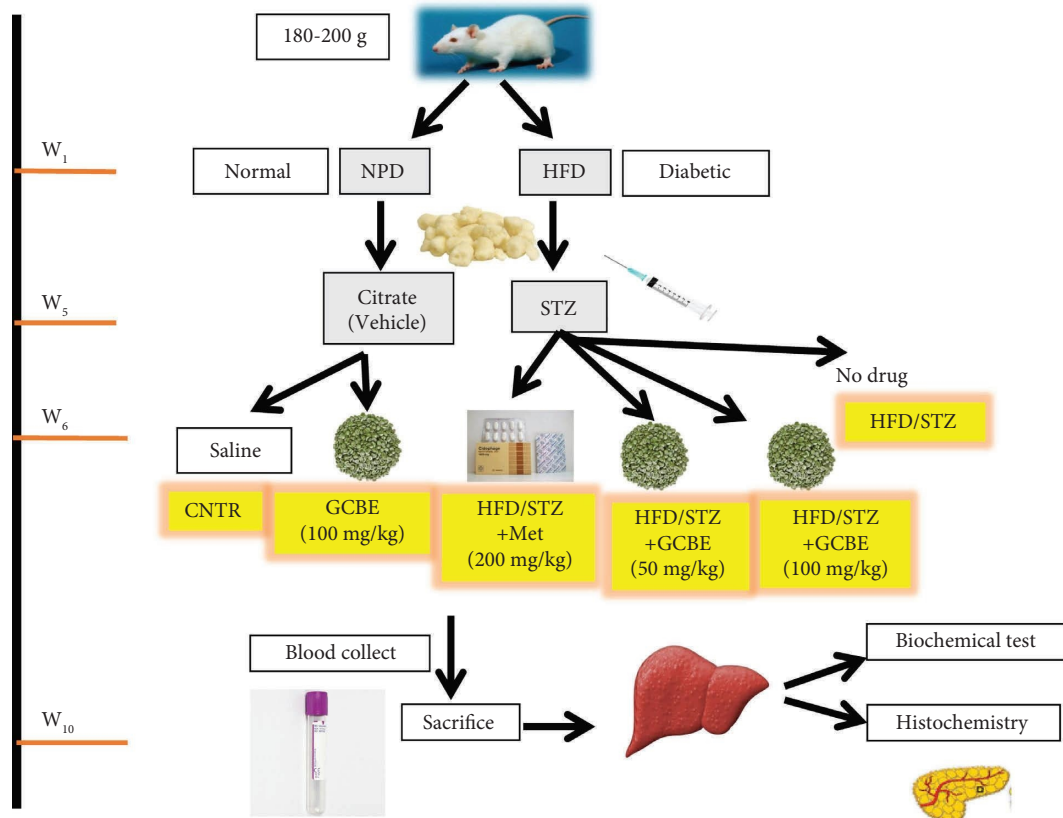 180-200 g
W1
Normal
NPD
HFD
Diabetic
W5
Citrate
(Vehicle)
STZ
No drug
HFD/STZ
W6
Saline
CNTR
GCBE
(100 mg/kg)
HFD/STZ
+Met
(200 mg/kg)
HFD/STZ
+GCBE
(50 mg/kg)
HFD/STZ
+GCBE
(100 mg/kg)
Blood collect
Biochemical test
W10
Sacrifice
Histochemistry